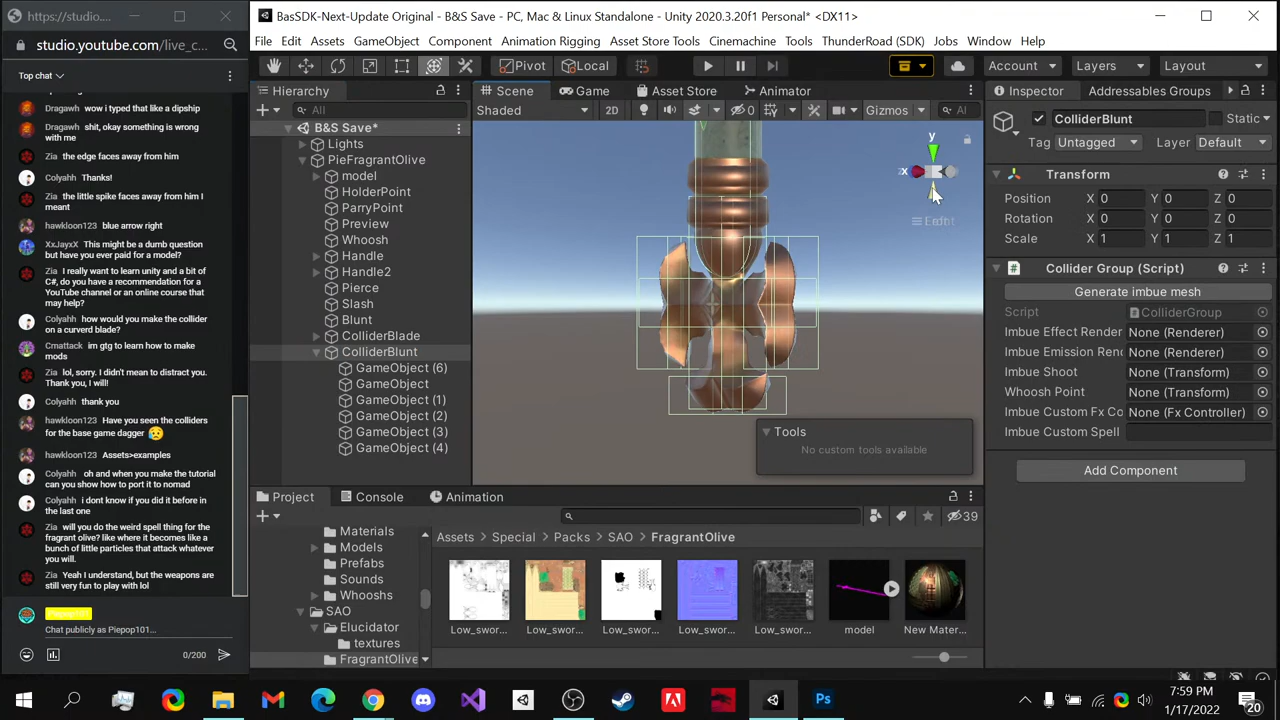 https://studio....
studio.youtube.com/live_c...
Top chat
Dragawh wow i typed that like a dipship
Dragawh shit, okay something is wrong
with me
Zia the edge faces away from him
Colyahh Thanks!
Zia the little spike faces away from him I
meant
hawkloon123 blue arrow right
XxJayxX This might be a dumb question
but have you ever paid for a model?
Zia I really want to learn unity and a bit of
C#, do you have a recommendation for a
YouTube channel or an online course that
may help?
Colyahh how would you make the collider
on a curverd blade?
Cmattack im gtg to learn how to make
mods
Zia lol, sorry. I didn't mean to distract you.
Thank you, I will!
Colyahh thank you
hawkloon123 Have you seen the colliders
for the base game dagger
hawkloon123 Assets>examples
Colyahh oh and when you make the tutorial
can you show how to port it to nomad
Colyahh i dont know if you did it before in
the last one
Zia will you do the weird spell thing for the
fragrant olive? like where it becomes like a
bunch of little particles that attack whatever
you will.
Zia Yeah I understand, but the weapons are
still very fun to play with lol
Piepop101
Chat publicly as Piepop101...
0/200
BasSDK-Next-Update Original - B&S Save - PC, Mac & Linux Standalone - Unity 2020.3.20f1 Personal* <DX11>
File Edit Assets GameObject Component Animation Rigging Asset Store Tools Cinemachine Tools ThunderRoad (SDK) Jobs Window Help
Pivot Local Account Layers Layout
Hierarchy
All
B&S Save*
Lights
PieFragrantOlive
model
HolderPoint
ParryPoint
Preview
Whoosh
Handle
Handle2
Pierce
Slash
Blunt
ColliderBlade
ColliderBlunt
GameObject (6)
GameObject
GameObject (1)
GameObject (2)
GameObject (3)
GameObject (4)
Scene Game Asset Store Animator
Shaded 2D 0 Gizmos Al
y
x
Tools
No custom tools available
Inspector Addressables Groups
ColliderBlunt Static
Tag Untagged Layer Default
Transform
Position X 0 Y 0 Z 0
Rotation X 0 Y 0 Z 0
Scale X 1 Y 1 Z 1
Collider Group (Script)
Generate imbue mesh
Script ColliderGroup
Imbue Effect Render None (Renderer)
Imbue Emission Ren None (Renderer)
Imbue Shoot None (Transform)
Whoosh Point None (Transform)
Imbue Custom Fx Co None (Fx Controller)
Imbue Custom Spell
Add Component
Project Console Animation
39
Materials
Models
Prefabs
Sounds
Whooshs
SAO
Elucidator
textures
FragrantOlive
Assets Special Packs SAO FragrantOlive
Low_swor... Low_swor... Low_swor... Low_swor... Low_swor... model New Mater...
7:59 PM
1/17/2022
20